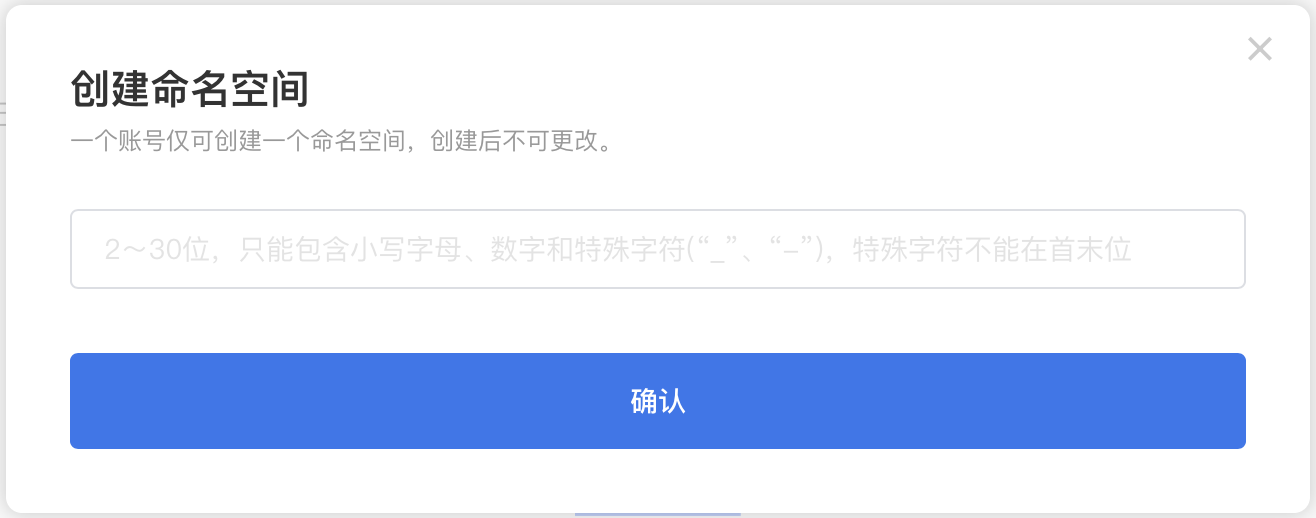 创建命名空间
一个账号仅可创建一个命名空间，创建后不可更改。
2～30位，只能包含小写字母、数字和特殊字符(“_”、“–”)，特殊字符不能在首末位
确认